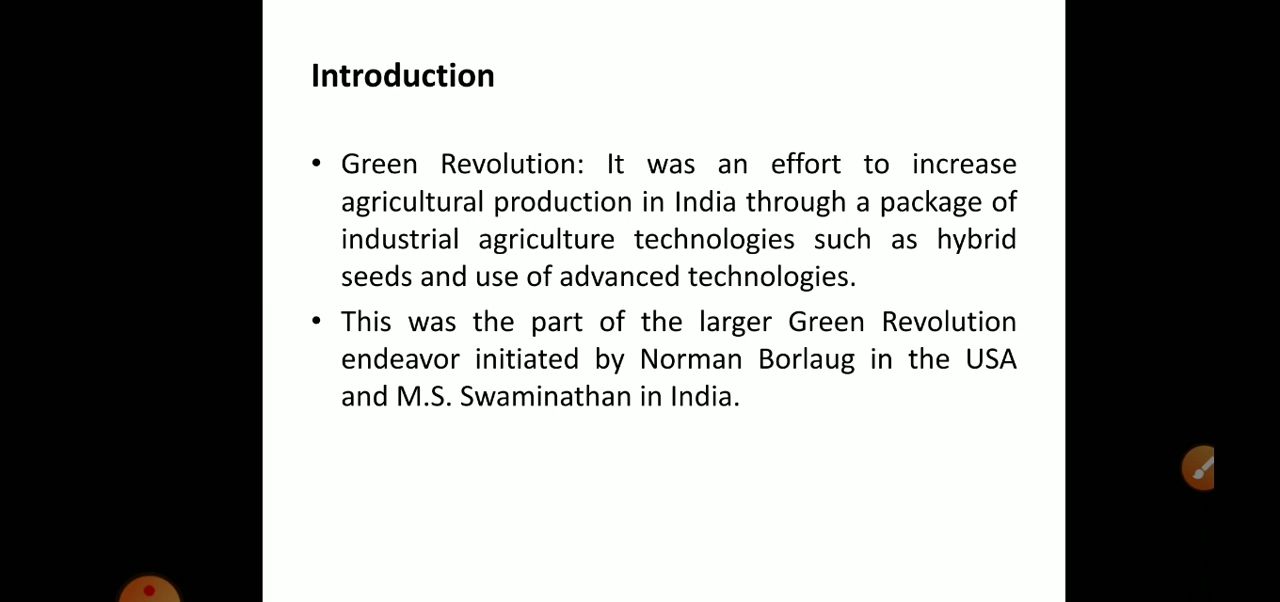 Introduction
• Green Revolution: It was an effort to increase
agricultural production in India through a package of
industrial agriculture technologies such as hybrid
seeds and use of advanced technologies.
• This was the part of the larger Green Revolution
endeavor initiated by Norman Borlaug in the USA
and M.S. Swaminathan in India.